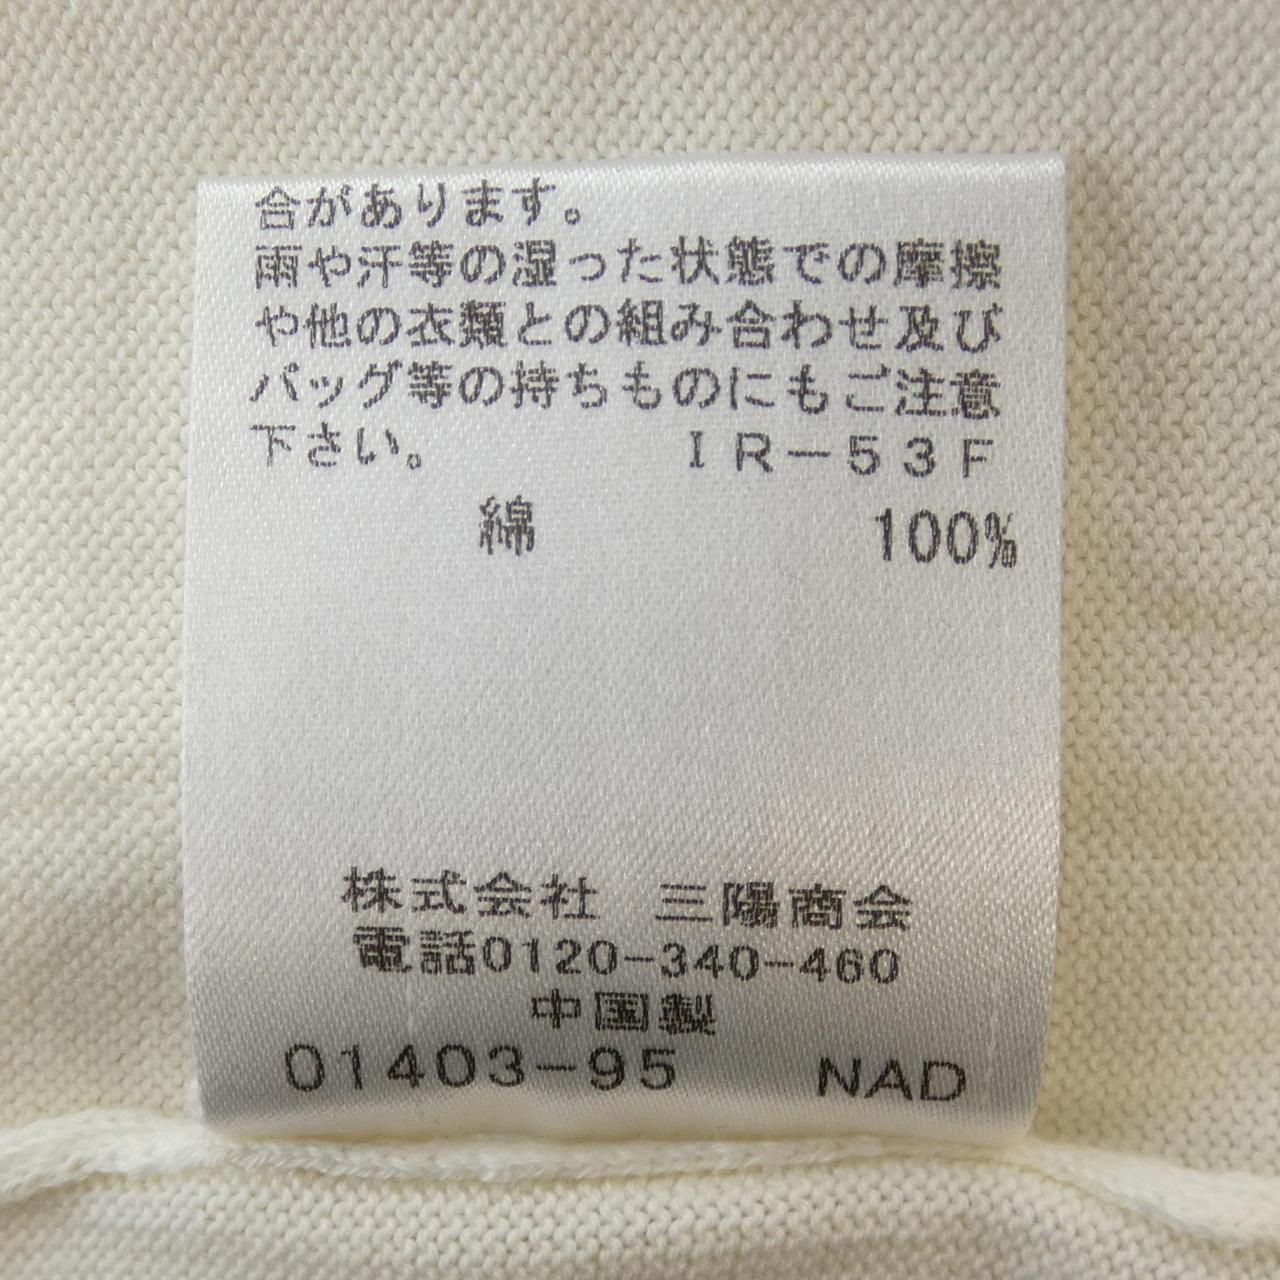 合があります。
雨や汗等の湿った状態での摩擦
や他の衣類との組み合わせ及び
バッグ等の持ちものにもご注意
下さい。 ＩＲ－５３Ｆ
綿 100%
株式会社 三陽商会
電話0120-340-460
中国製
01403-95 NAD